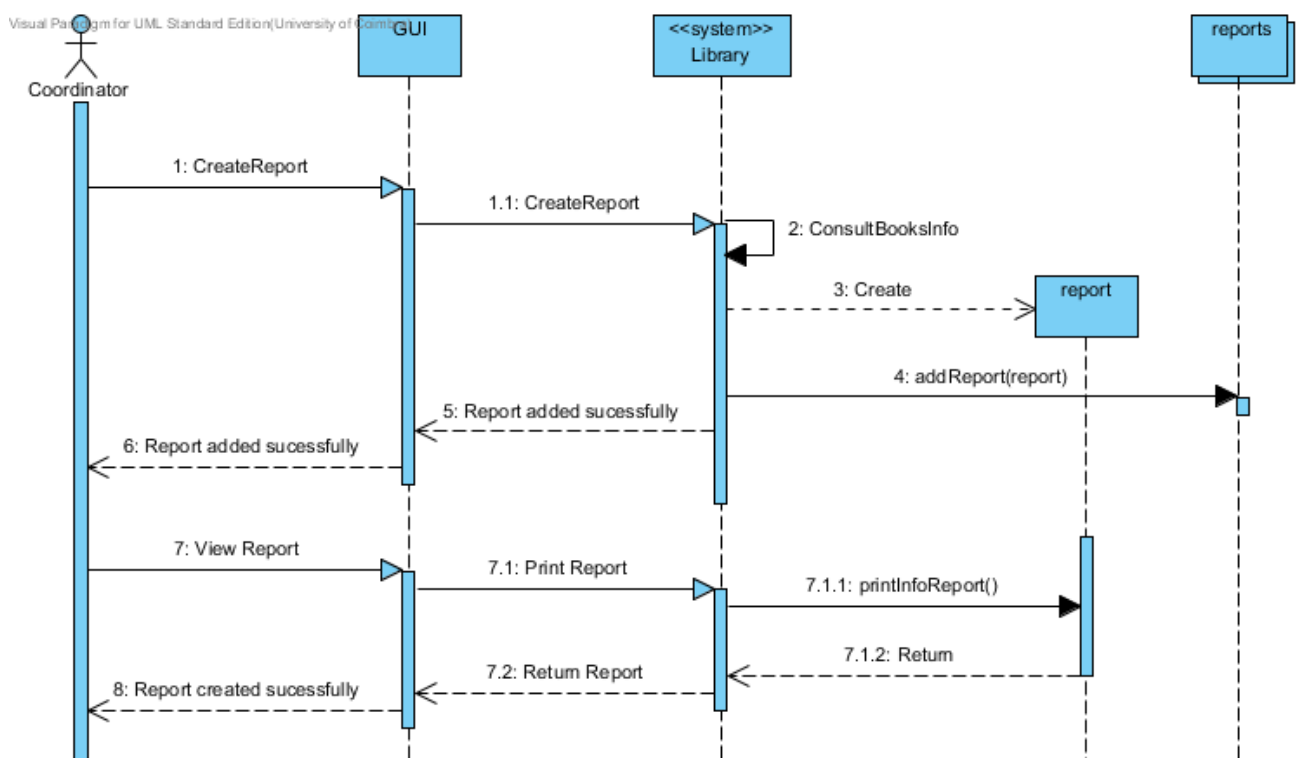 Visual Paradigm for UML Standard Edition(University of Coimbra)
Coordinator
GUI
<<system>>
Library
reports
1: CreateReport
1.1: CreateReport
2: ConsultBooksInfo
3: Create
report
4: addReport(report)
5: Report added sucessfully
6: Report added sucessfully
7: View Report
7.1: Print Report
7.1.1: printInfoReport()
7.1.2: Return
7.2: Return Report
8: Report created sucessfully